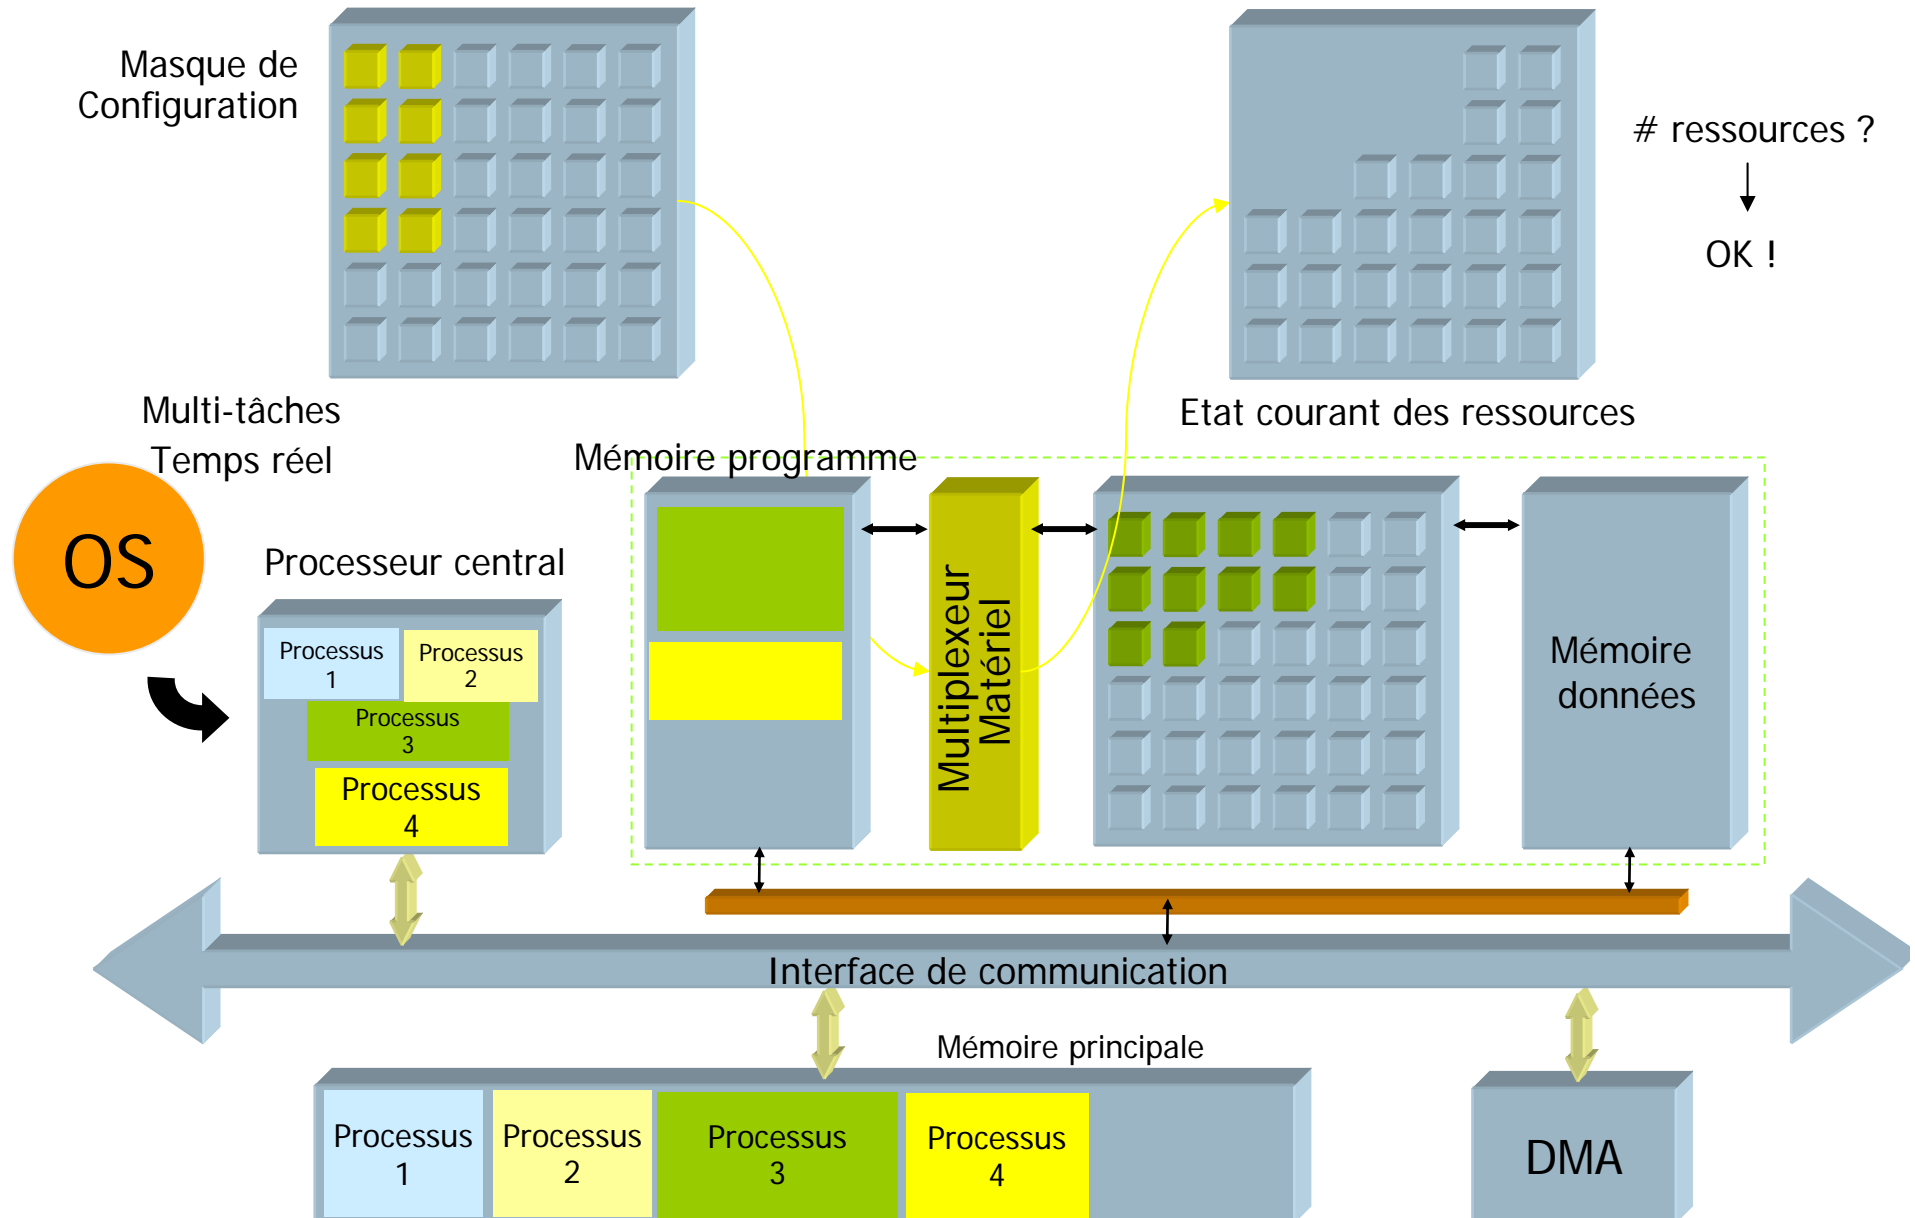 Masque de
Configuration
# ressources ?
OK !
Multi-tâches
Temps réel
Etat courant des ressources
Mémoire programme
OS
Processeur central
Processus
1
Processus
2
Processus
3
Processus
4
Multiplexeur
Matériel
Mémoire
données
Interface de communication
Mémoire principale
Processus
1
Processus
2
Processus
3
Processus
4
DMA